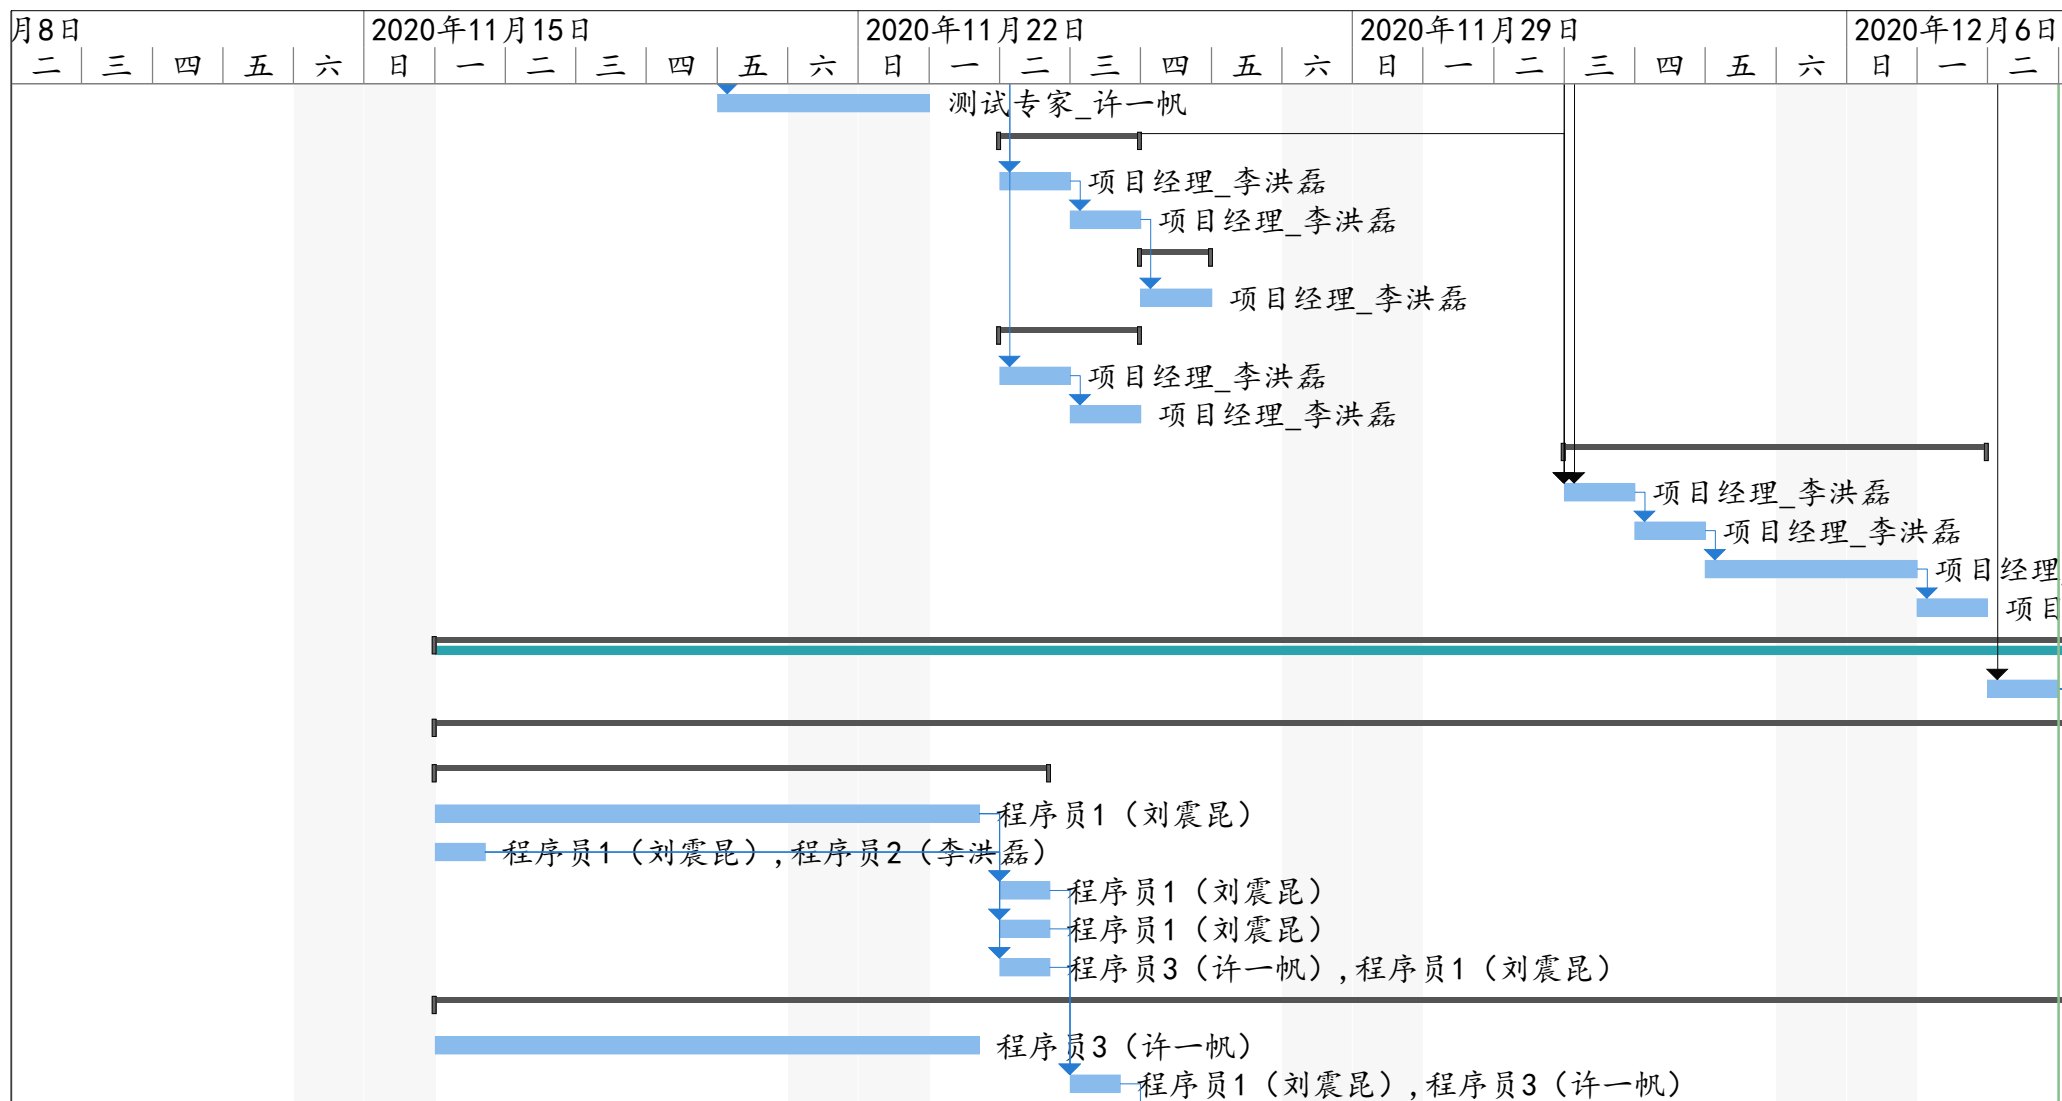 月8日 2020年11月15日 2020年11月22日 2020年11月29日 2020年12月6日
二 三 四 五 六 日 一 二 三 四 五 六 日 一 二 三 四 五 六 日 一 二 三 四 五 六 日 一 二
测试专家_许一帆
项目经理_李洪磊
项目经理_李洪磊
项目经理_李洪磊
项目经理_李洪磊
项目经理_李洪磊
项目经理_李洪磊
项目经理_李洪磊
项目经理_
项目
程序员1（刘震昆）
程序员1（刘震昆）,程序员2（李洪磊）
程序员1（刘震昆）
程序员1（刘震昆）
程序员3（许一帆）,程序员1（刘震昆）
程序员3（许一帆）
程序员1（刘震昆）,程序员3（许一帆）